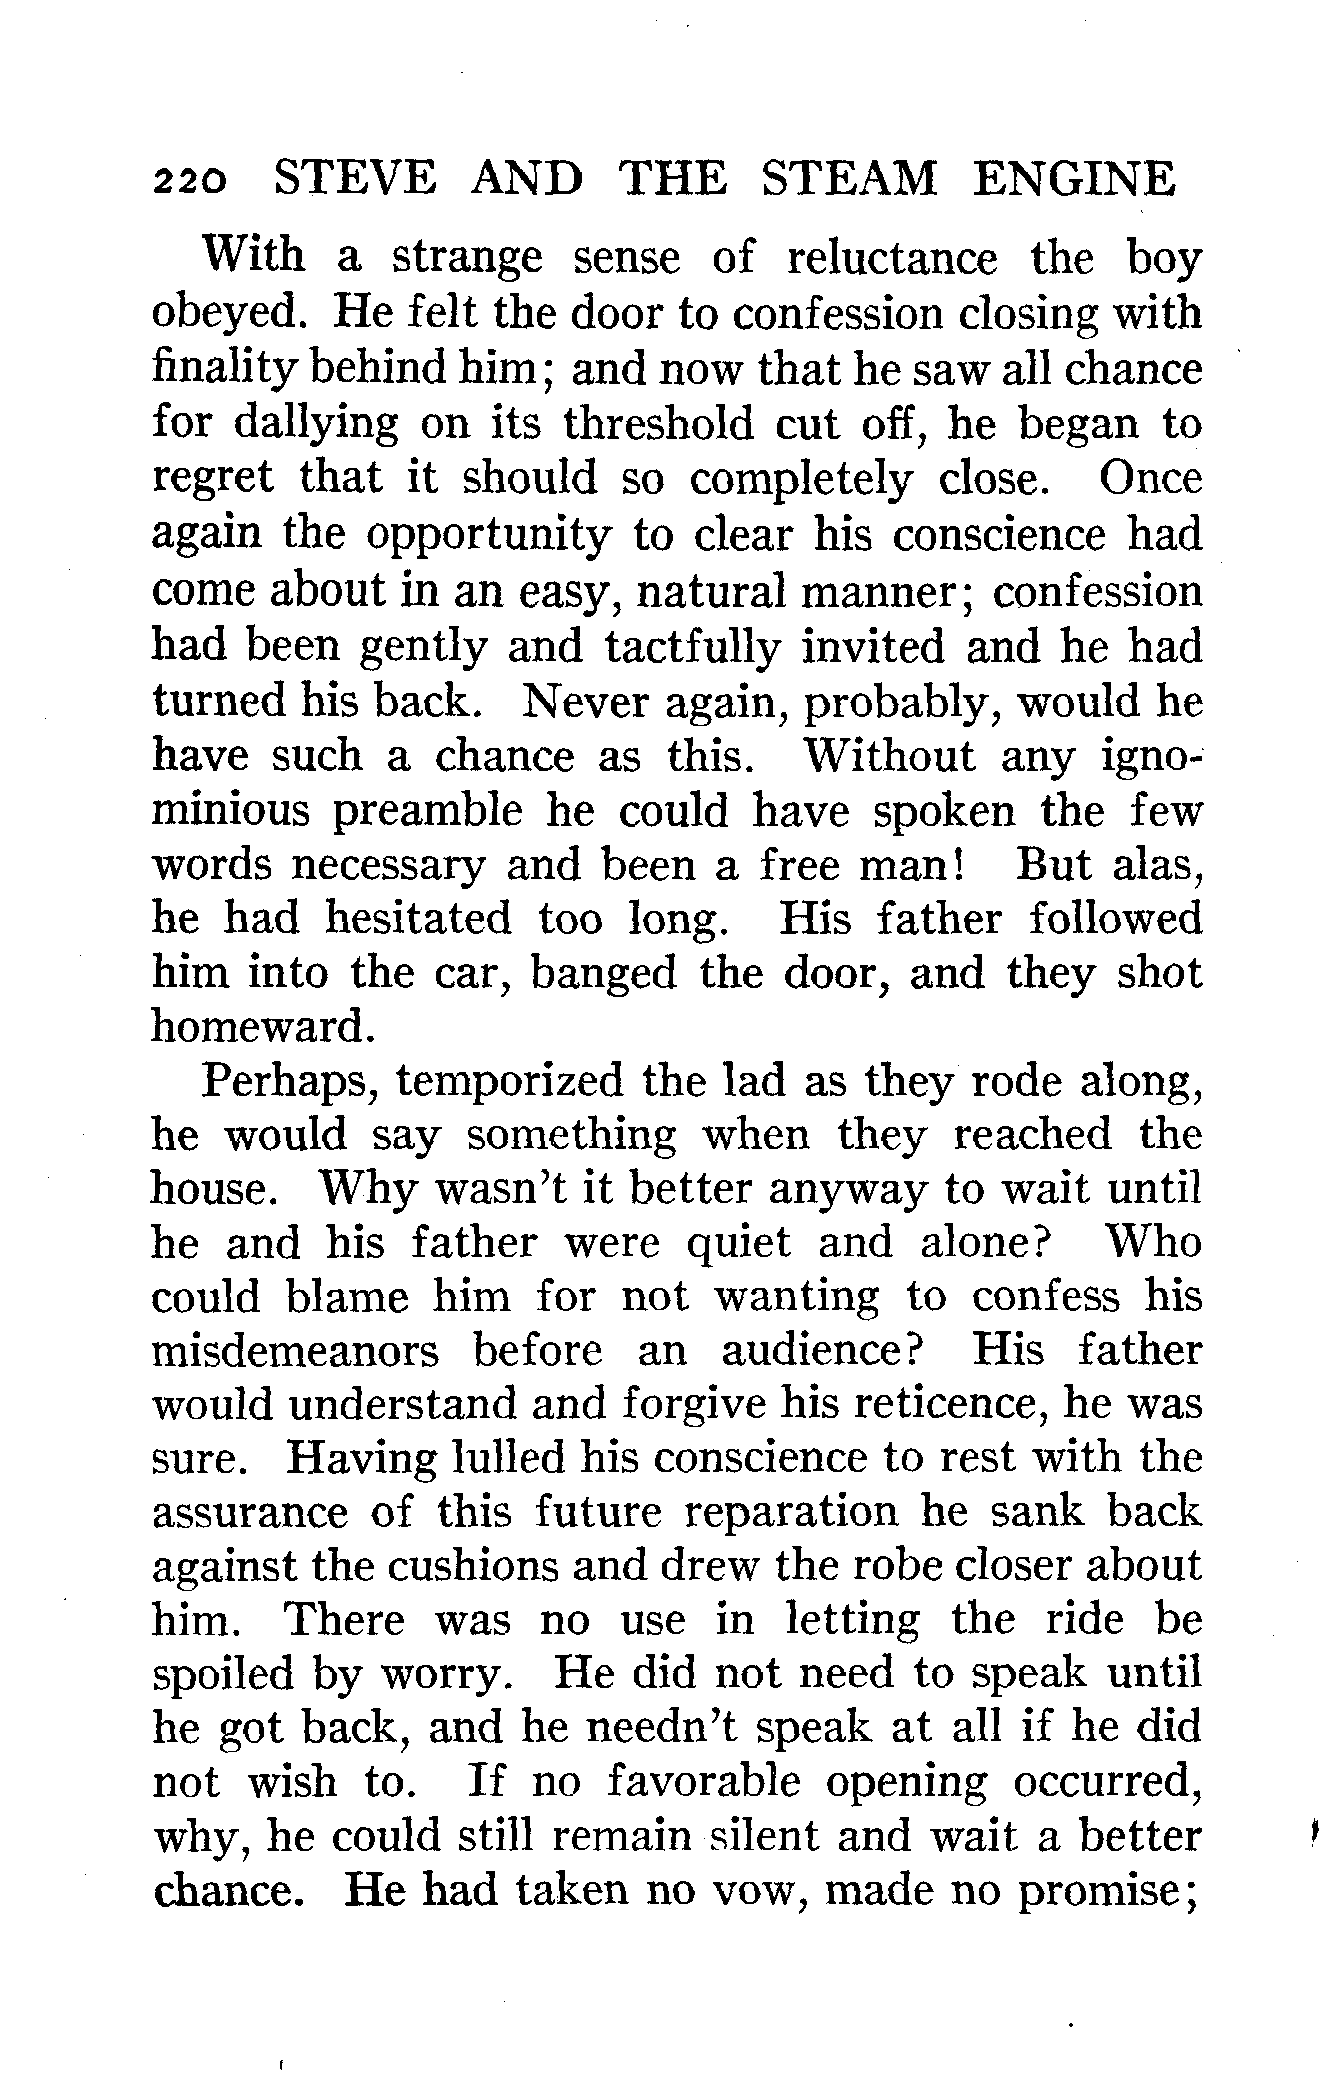 220 STEVE AND THE STEAM ENGINE
With a strange sense of reluctance the boy
obeyed. He felt the door to confession closing with
finality behind him; and now that he saw all chance
for dallying on its threshold cut off, he began to
regret that it should so completely close. Once
again the opportunity to clear his conscience had
come about in an easy, natural manner; confession
had been gently and tactfully invited and he had
turned his back. Never again, probably, would he
have such a chance as this. Without any igno-
minious preamble he could have spoken the few
words necessary and been a free man! But alas,
he had hesitated too long. His father followed
him into the car, banged the door, and they shot
homeward.
Perhaps, temporized the lad as they rode along,
he would say something when they reached the
house. Why wasn't it better anyway to wait until
he and his father were quiet and alone? Who
could blame him for not wanting to confess his
misdemeanors before an audience? His father
would understand and forgive his reticence, he was
sure. Having lulled his conscience to rest with the
assurance of this future reparation he sank back
against the cushions and drew the robe closer about
him. There was no use in letting the ride be
spoiled by worry. He did not need to speak until
he got back, and he needn't speak at all if he did
not wish to. If no favorable opening occurred,
why, he could still remain silent and wait a better
chance. He had taken no vow, made no promise;